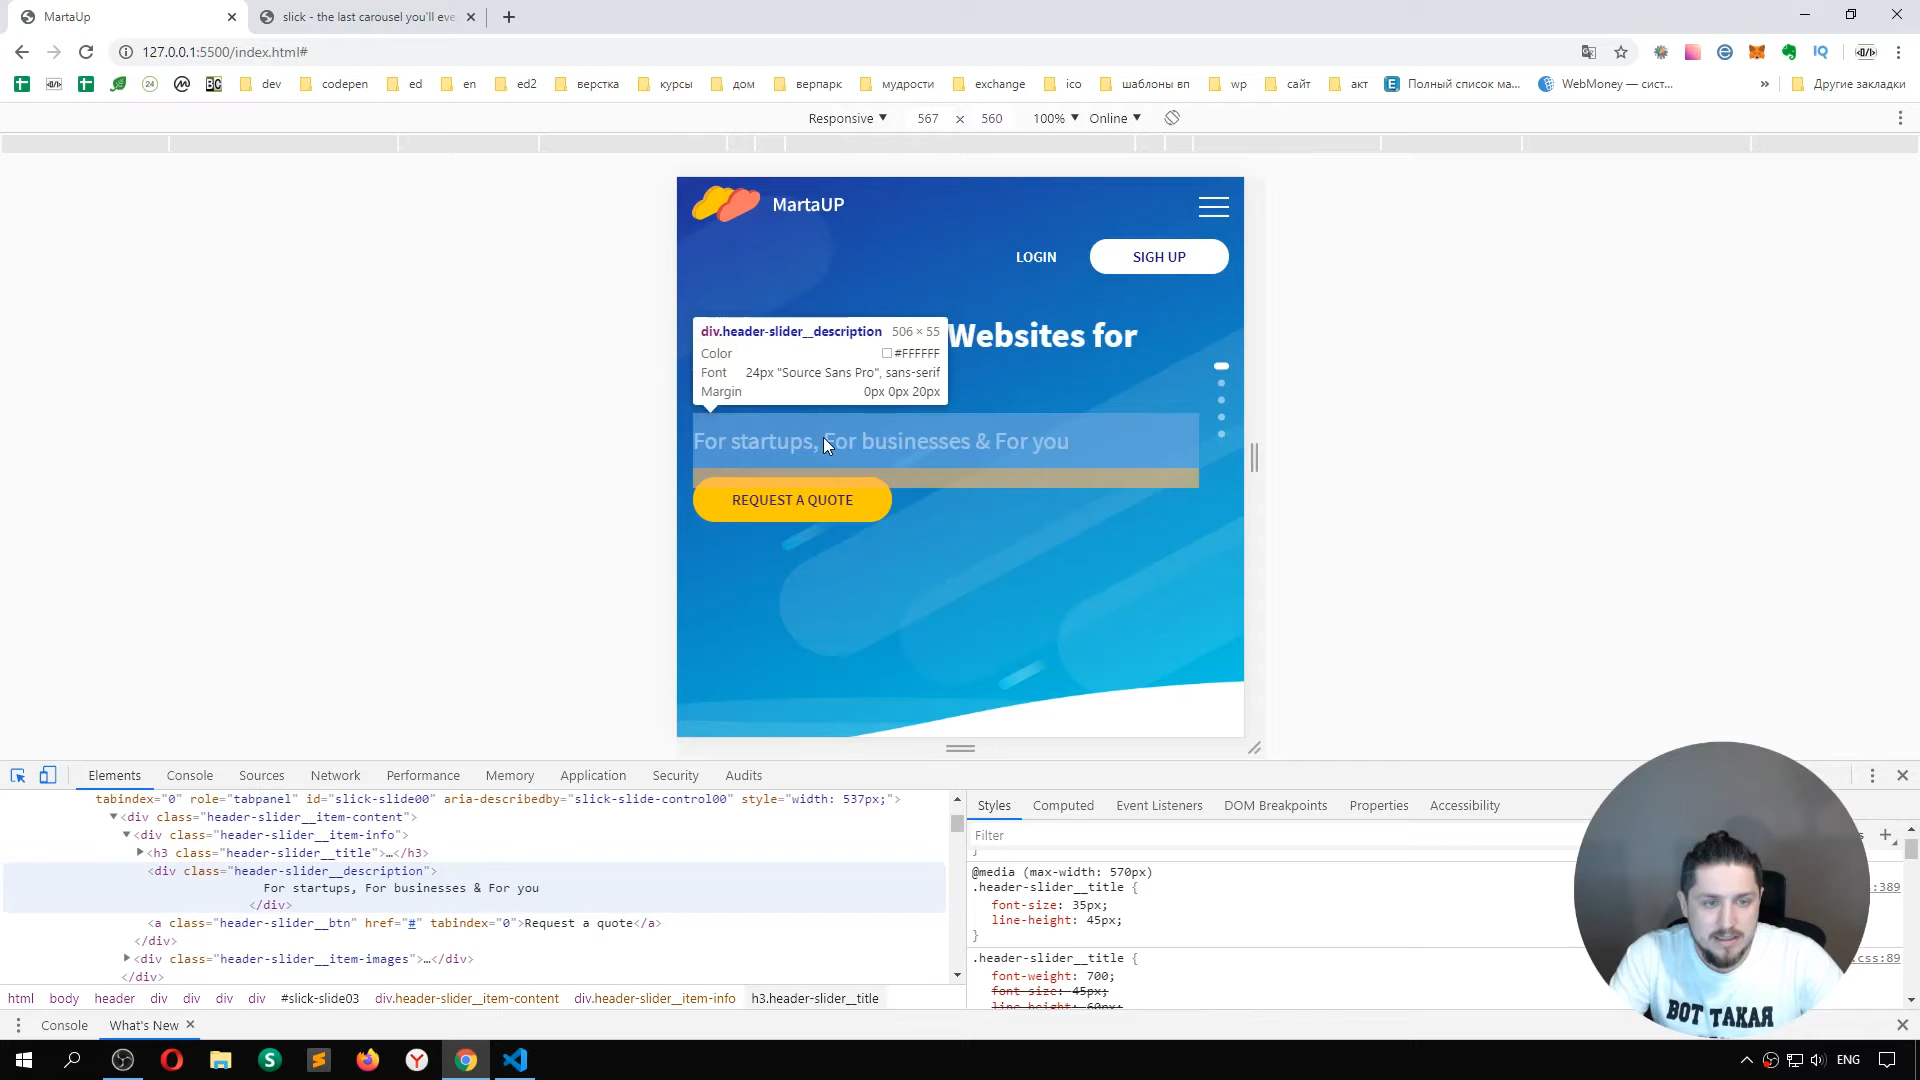 MartaUp
slick - the last carousel you'll eve
127.0.0.1:5500/index.html#
24
BC
dev
codepen
ed
en
ed2
верстка
курсы
дом
верпарк
мудрости
exchange
ico
шаблоны вп
wp
сайт
акт
E
Полный список ма...
WebMoney — сист...
»
Другие закладки
IQ
Responsive
567
×
560
100%
Online
MartaUP
LOGIN
SIGH UP
div.header-slider__description 506 × 55
Color #FFFFFF
Font 24px "Source Sans Pro", sans-serif
Margin 0px 0px 20px
Websites for
For startups, For businesses & For you
REQUEST A QUOTE
Elements
Console
Sources
Network
Performance
Memory
Application
Security
Audits
tabindex="0" role="tabpanel" id="slick-slide00" aria-describedby="slick-slide-control00" style="width: 537px;">
<div class="header-slider__item-content">
<div class="header-slider__item-info">
<h3 class="header-slider__title">…</h3>
<div class="header-slider__description">
For startups, For businesses & For you
</div>
<a class="header-slider__btn" href="#" tabindex="0">Request a quote</a>
</div>
<div class="header-slider__item-images">…</div>
</div>
html
body
header
div
div
div
div
#slick-slide03
div.header-slider__item-content
div.header-slider__item-info
h3.header-slider__title
Styles
Computed
Event Listeners
DOM Breakpoints
Properties
Accessibility
Filter
}
@media (max-width: 570px)
.header-slider__title {
:389
font-size: 35px;
line-height: 45px;
}
.header-slider__title {
.css:89
font-weight: 700;
font-size: 45px;
line-height: 60px;
Console
What's New
ВОТ ТАКАЯ
S
Y
ENG